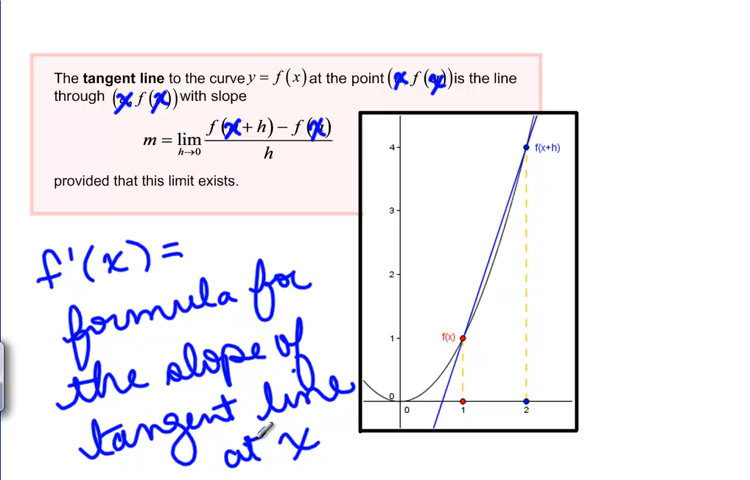 The tangent line to the curve y = f(x) at the point (x f(x)) is the line
through (x, f(x)) with slope
m = lim h→0 f(x + h) − f(x) / h
provided that this limit exists.
f'(x) =
formula for
the slope of
tangent line
at x
4
3
2
1
0
0
1
2
f(x+h)
f(x)